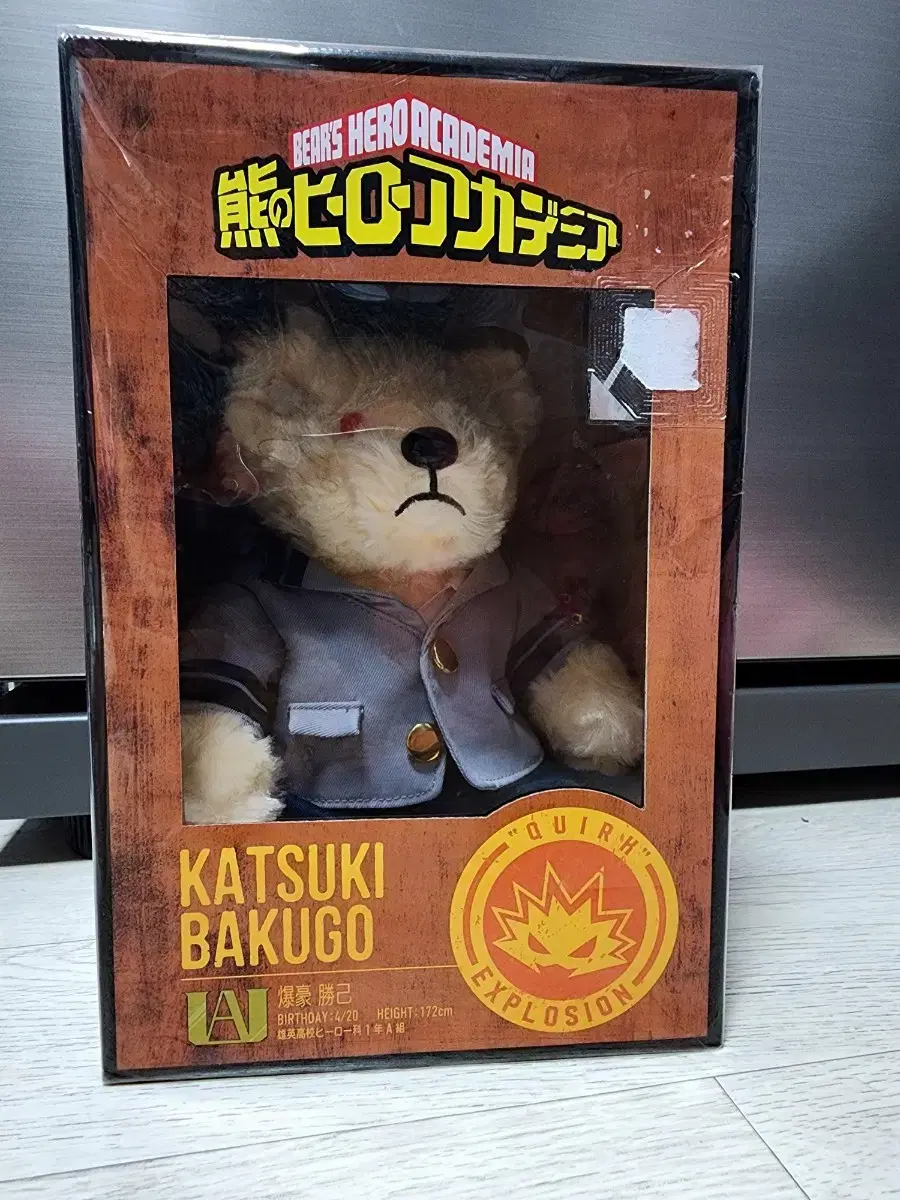 BEAR'S HERO ACADEMIA
熊のヒーローアカデミア
KATSUKI
BAKUGO
"QUIRK"
EXPLOSION
UA
爆豪 勝己
BIRTHDAY:4/20 HEIGHT:172cm
雄英高校ヒーロー科1年A組